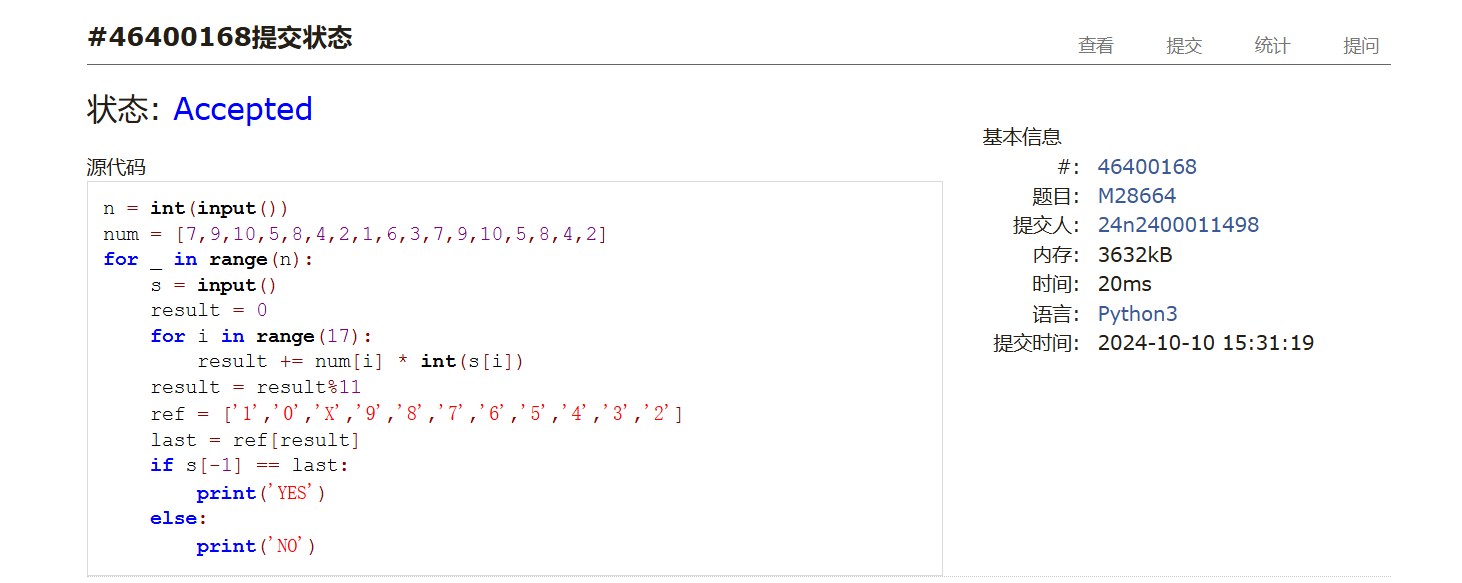 #46400168提交状态
查看 提交 统计 提问
状态: Accepted
源代码
n = int(input())
num = [7,9,10,5,8,4,2,1,6,3,7,9,10,5,8,4,2]
for _ in range(n):
    s = input()
    result = 0
    for i in range(17):
        result += num[i] * int(s[i])
    result = result%11
    ref = ['1','0','X','9','8','7','6','5','4','3','2']
    last = ref[result]
    if s[-1] == last:
        print('YES')
    else:
        print('NO')
基本信息
#: 46400168
题目: M28664
提交人: 24n2400011498
内存: 3632kB
时间: 20ms
语言: Python3
提交时间: 2024-10-10 15:31:19